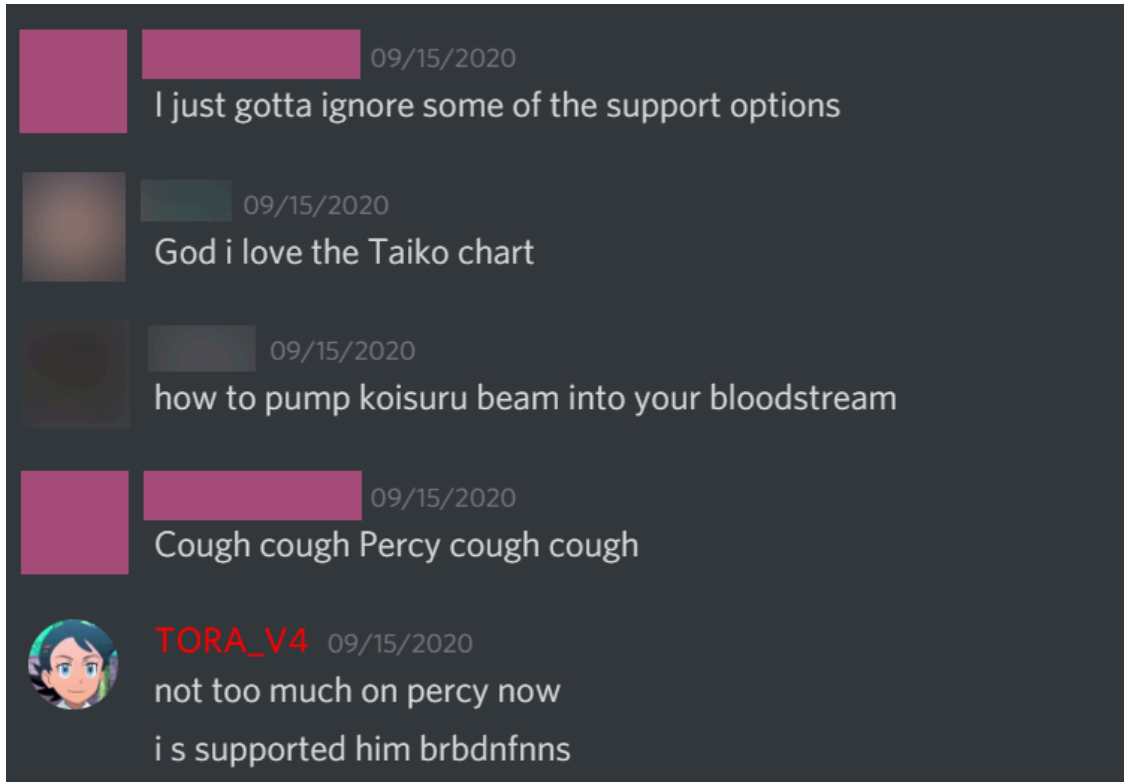 09/15/2020
I just gotta ignore some of the support options
09/15/2020
God i love the Taiko chart
09/15/2020
how to pump koisuru beam into your bloodstream
09/15/2020
Cough cough Percy cough cough
TORA_V4 09/15/2020
not too much on percy now
i s supported him brbdnfnns